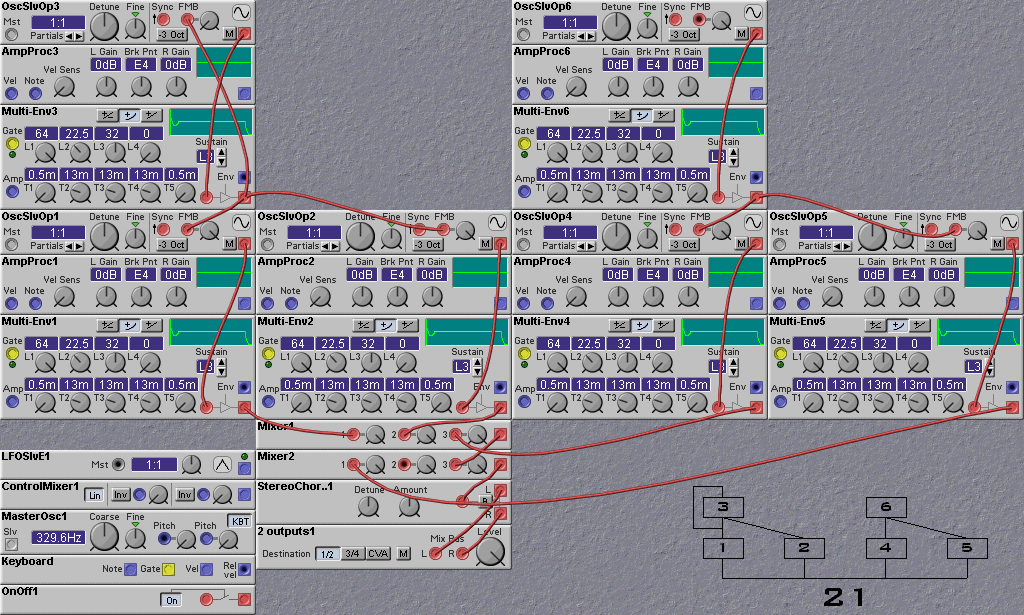 OscSlvOp3 Detune Fine Sync FMB
Mst 1:1
Partials -3 Oct M
AmpProc3 L Gain Brk Pnt R Gain
0dB E4 0dB
Vel Note Vel Sens
Multi-Env3
Gate 64 22.5 32 0
L1 L2 L3 L4 Sustain
L3
Amp 0.5m 13m 13m 13m 0.5m Env
T1 T2 T3 T4 T5
OscSlvOp6 Detune Fine Sync FMB
Mst 1:1
Partials -3 Oct M
AmpProc6 L Gain Brk Pnt R Gain
0dB E4 0dB
Vel Note Vel Sens
Multi-Env6
Gate 64 22.5 32 0
L1 L2 L3 L4 Sustain
L3
Amp 0.5m 13m 13m 13m 0.5m Env
T1 T2 T3 T4 T5
OscSlvOp1 Detune Fine Sync FMB
Mst 1:1
Partials -3 Oct M
AmpProc1 L Gain Brk Pnt R Gain
0dB E4 0dB
Vel Note Vel Sens
Multi-Env1
Gate 64 22.5 32 0
L1 L2 L3 L4 Sustain
L3
Amp 0.5m 13m 13m 13m 0.5m Env
T1 T2 T3 T4 T5
OscSlvOp2 Detune Fine Sync FMB
Mst 1:1
Partials -3 Oct M
AmpProc2 L Gain Brk Pnt R Gain
0dB E4 0dB
Vel Note Vel Sens
Multi-Env2
Gate 64 22.5 32 0
L1 L2 L3 L4 Sustain
L3
Amp 0.5m 13m 13m 13m 0.5m Env
T1 T2 T3 T4 T5
OscSlvOp4 Detune Fine Sync FMB
Mst 1:1
Partials -3 Oct M
AmpProc4 L Gain Brk Pnt R Gain
0dB E4 0dB
Vel Note Vel Sens
Multi-Env4
Gate 64 22.5 32 0
L1 L2 L3 L4 Sustain
L3
Amp 0.5m 13m 13m 13m 0.5m Env
T1 T2 T3 T4 T5
OscSlvOp5 Detune Fine Sync FMB
Mst 1:1
Partials -3 Oct M
AmpProc5 L Gain Brk Pnt R Gain
0dB E4 0dB
Vel Note Vel Sens
Multi-Env5
Gate 64 22.5 32 0
L1 L2 L3 L4 Sustain
L3
Amp 0.5m 13m 13m 13m 0.5m Env
T1 T2 T3 T4 T5
Mixer1
1 2 3
LFOSlvE1
Mst 1:1
Mixer2
1 2 3
ControlMixer1
Lin Inv Inv
StereoChor..1 L
Detune Amount B
R
MasterOsc1 Coarse Fine KBT
Slv 329.6Hz Pitch Pitch
2 outputs1 Level
Mix Bus
Destination 1/2 3/4 CVA M L R
Keyboard Rel
Note Gate Vel vel
OnOff1
On
3 6
1 2 4 5
21